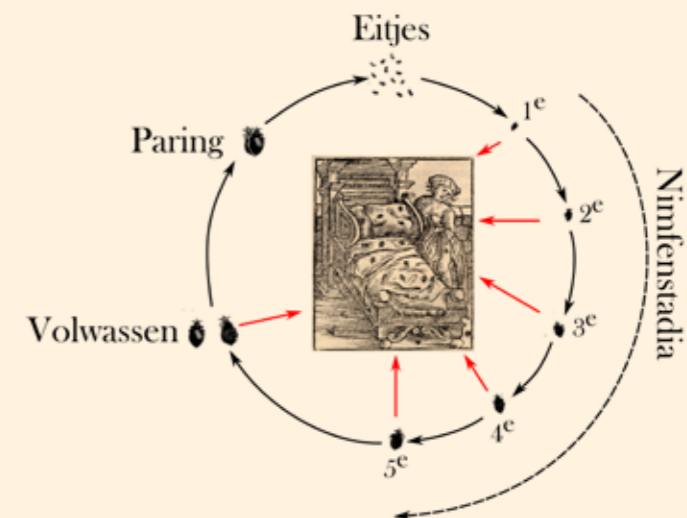 Eitjes
1e
2e
3e
4e
5e
Nimfenstadia
Volwassen
Paring